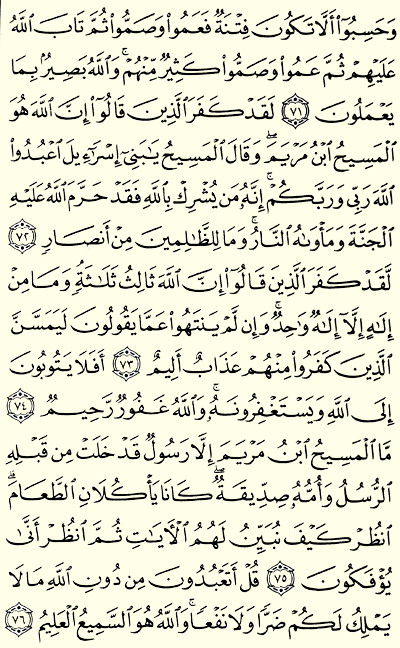 وَحَسِبُوٓا۟ أَلَّا تَكُونَ فِتْنَةٌ فَعَمُوا۟ وَصَمُّوا۟ ثُمَّ تَابَ ٱللَّهُ
عَلَيْهِمْ ثُمَّ عَمُوا۟ وَصَمُّوا۟ كَثِيرٌ مِّنْهُمْ ۚ وَٱللَّهُ بَصِيرٌۢ بِمَا
يَعْمَلُونَ ٧١ لَقَدْ كَفَرَ ٱلَّذِينَ قَالُوٓا۟ إِنَّ ٱللَّهَ هُوَ
ٱلْمَسِيحُ ٱبْنُ مَرْيَمَ ۖ وَقَالَ ٱلْمَسِيحُ يَٰبَنِىٓ إِسْرَٰٓءِيلَ ٱعْبُدُوا۟
ٱللَّهَ رَبِّى وَرَبَّكُمْ ۖ إِنَّهُۥ مَن يُشْرِكْ بِٱللَّهِ فَقَدْ حَرَّمَ ٱللَّهُ عَلَيْهِ
ٱلْجَنَّةَ وَمَأْوَىٰهُ ٱلنَّارُ ۖ وَمَا لِلظَّٰلِمِينَ مِنْ أَنصَارٍ ٧٢
لَّقَدْ كَفَرَ ٱلَّذِينَ قَالُوٓا۟ إِنَّ ٱللَّهَ ثَالِثُ ثَلَٰثَةٍ ۘ وَمَا مِنْ
إِلَٰهٍ إِلَّآ إِلَٰهٌ وَٰحِدٌ ۚ وَإِن لَّمْ يَنتَهُوا۟ عَمَّا يَقُولُونَ لَيَمَسَّنَّ
ٱلَّذِينَ كَفَرُوا۟ مِنْهُمْ عَذَابٌ أَلِيمٌ ٧٣ أَفَلَا يَتُوبُونَ
إِلَى ٱللَّهِ وَيَسْتَغْفِرُونَهُۥ ۚ وَٱللَّهُ غَفُورٌ رَّحِيمٌ ٧٤
مَّا ٱلْمَسِيحُ ٱبْنُ مَرْيَمَ إِلَّا رَسُولٌ قَدْ خَلَتْ مِن قَبْلِهِ
ٱلرُّسُلُ وَأُمُّهُۥ صِدِّيقَةٌ ۖ كَانَا يَأْكُلَانِ ٱلطَّعَامَ ۗ
ٱنظُرْ كَيْفَ نُبَيِّنُ لَهُمُ ٱلْءَايَٰتِ ثُمَّ ٱنظُرْ أَنَّىٰ
يُؤْفَكُونَ ٧٥ قُلْ أَتَعْبُدُونَ مِن دُونِ ٱللَّهِ مَا لَا
يَمْلِكُ لَكُمْ ضَرًّا وَلَا نَفْعًا ۚ وَٱللَّهُ هُوَ ٱلسَّمِيعُ ٱلْعَلِيمُ ٧٦